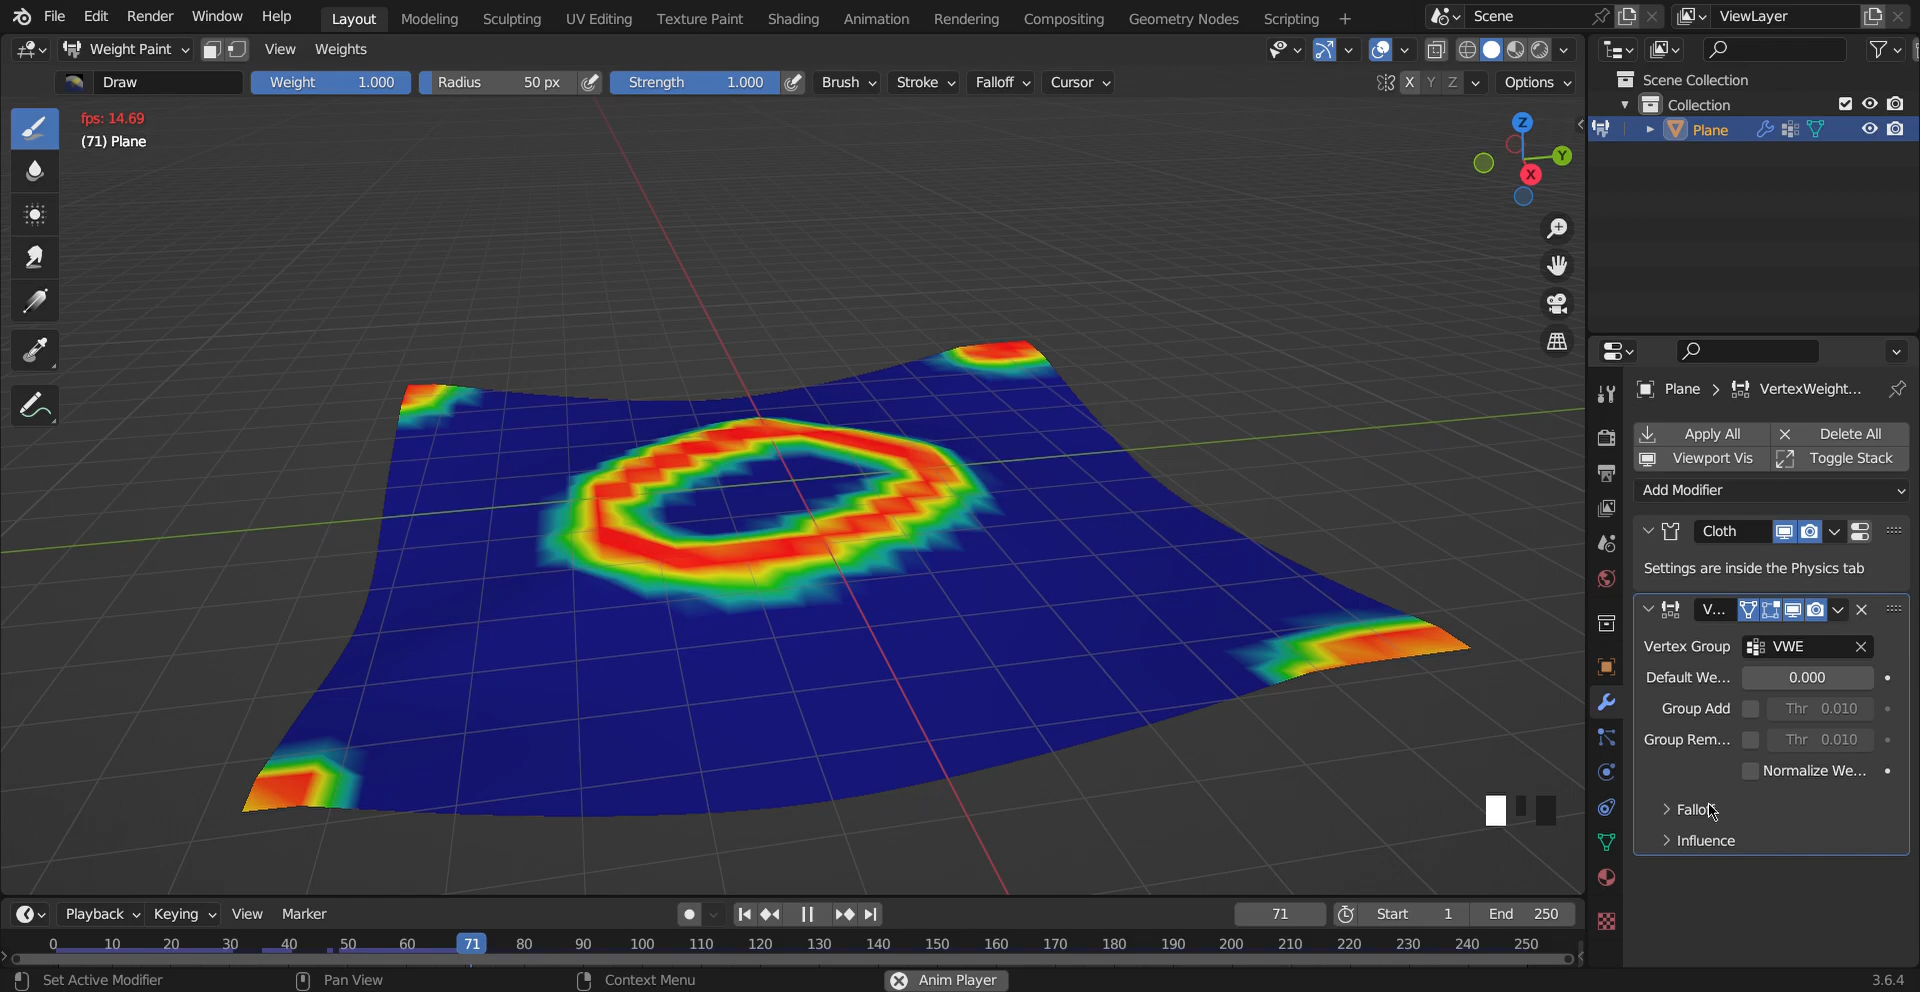 File Edit Render Window Help Layout Modeling Sculpting UV Editing Texture Paint Shading Animation Rendering Compositing Geometry Nodes Scripting + Scene ViewLayer
Weight Paint View Weights
Draw Weight 1.000 Radius 50 px Strength 1.000 Brush Stroke Falloff Cursor X Y Z Options
Scene Collection
Collection
Plane
fps: 14.69
(71) Plane
Z
Y
X
Plane > VertexWeight...
Apply All Delete All
Viewport Vis Toggle Stack
Add Modifier
Cloth
Settings are inside the Physics tab
V...
Vertex Group VWE
Default We... 0.000
Group Add Thr 0.010
Group Rem... Thr 0.010
Normalize We...
Falloff
Influence
Playback Keying View Marker 71 Start 1 End 250
0 10 20 30 40 50 60 71 80 90 100 110 120 130 140 150 160 170 180 190 200 210 220 230 240 250
Set Active Modifier Pan View Context Menu Anim Player 3.6.4